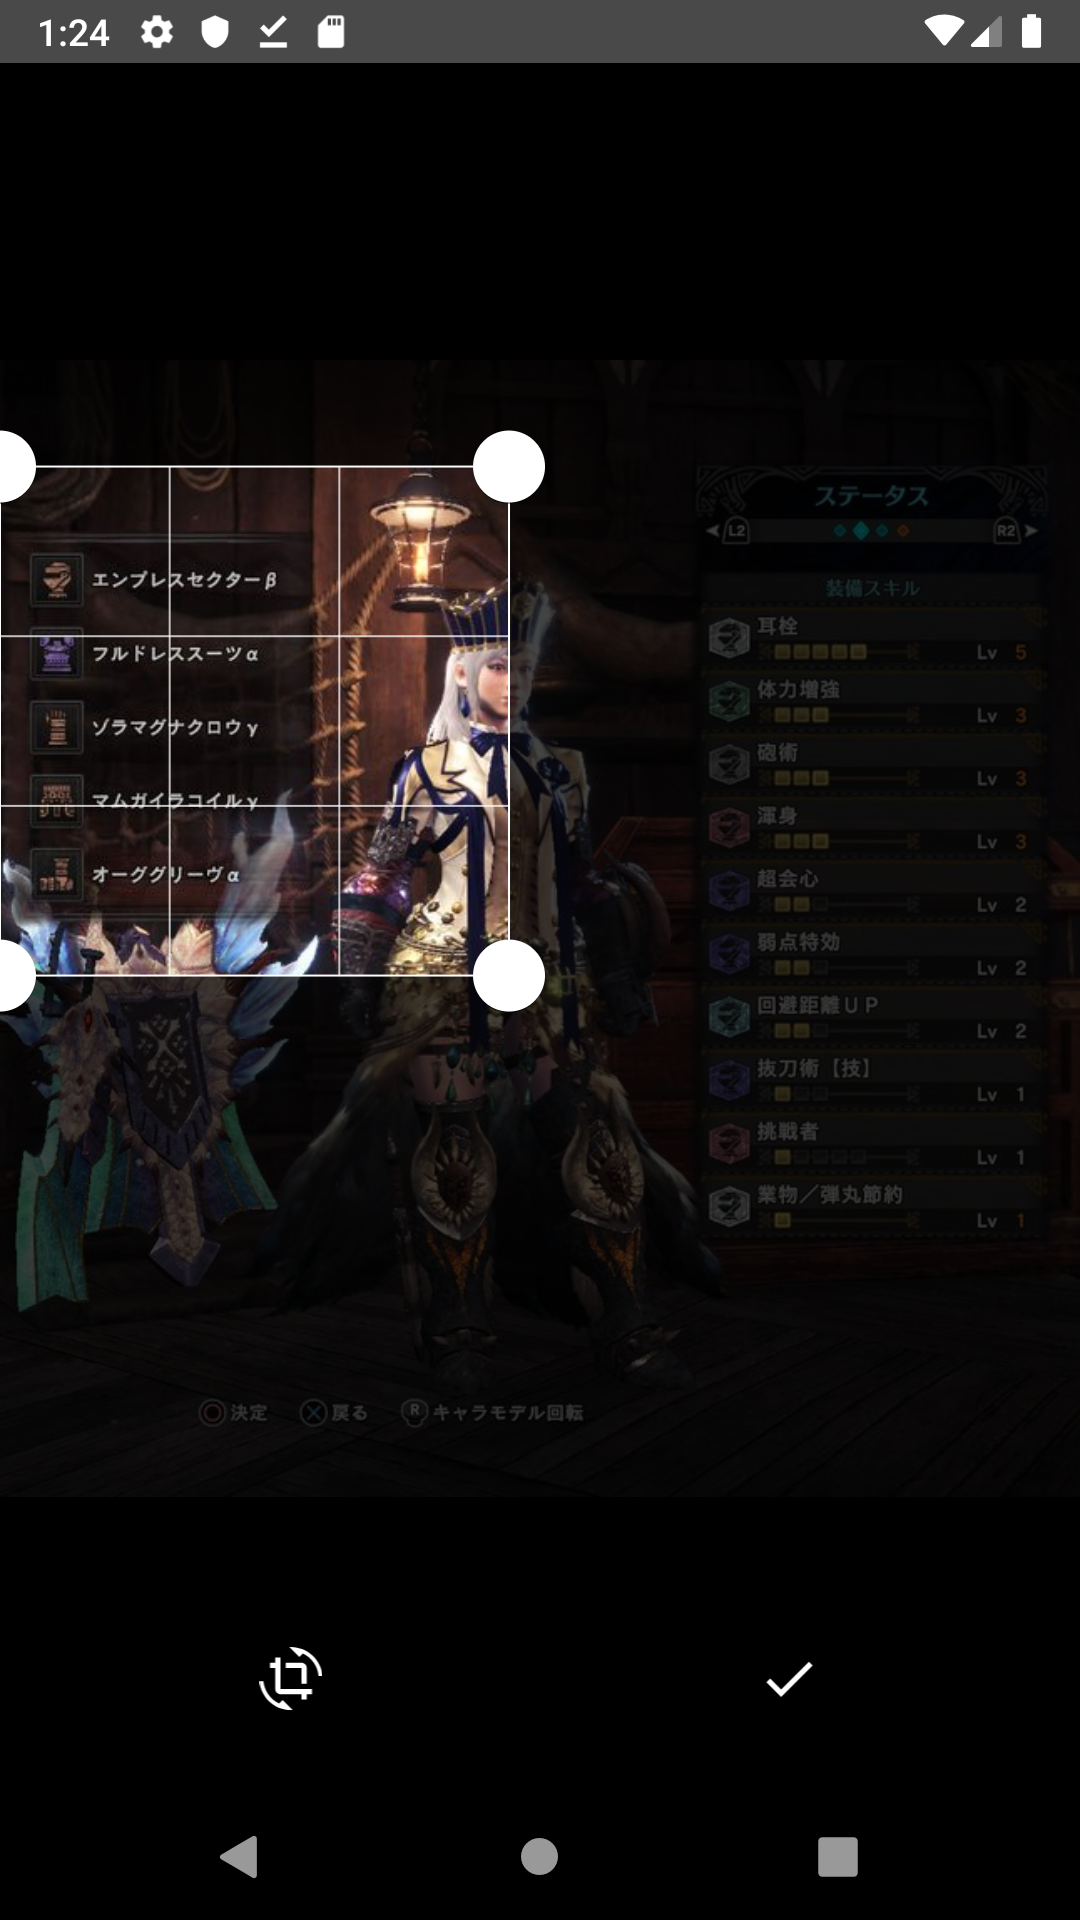 1:24
エンプレスセクターβ
フルドレススーツα
ゾラマグナクロウγ
マムガイラコイルγ
オーググリーヴα
ステータス
L2
R2
装備スキル
耳栓
Lv 5
体力増強
Lv 3
砲術
Lv 3
渾身
Lv 3
超会心
Lv 2
弱点特効
Lv 2
回避距離UP
Lv 2
抜刀術【技】
Lv 1
挑戦者
Lv 1
業物/弾丸節約
Lv 1
決定 戻る R キャラモデル回転